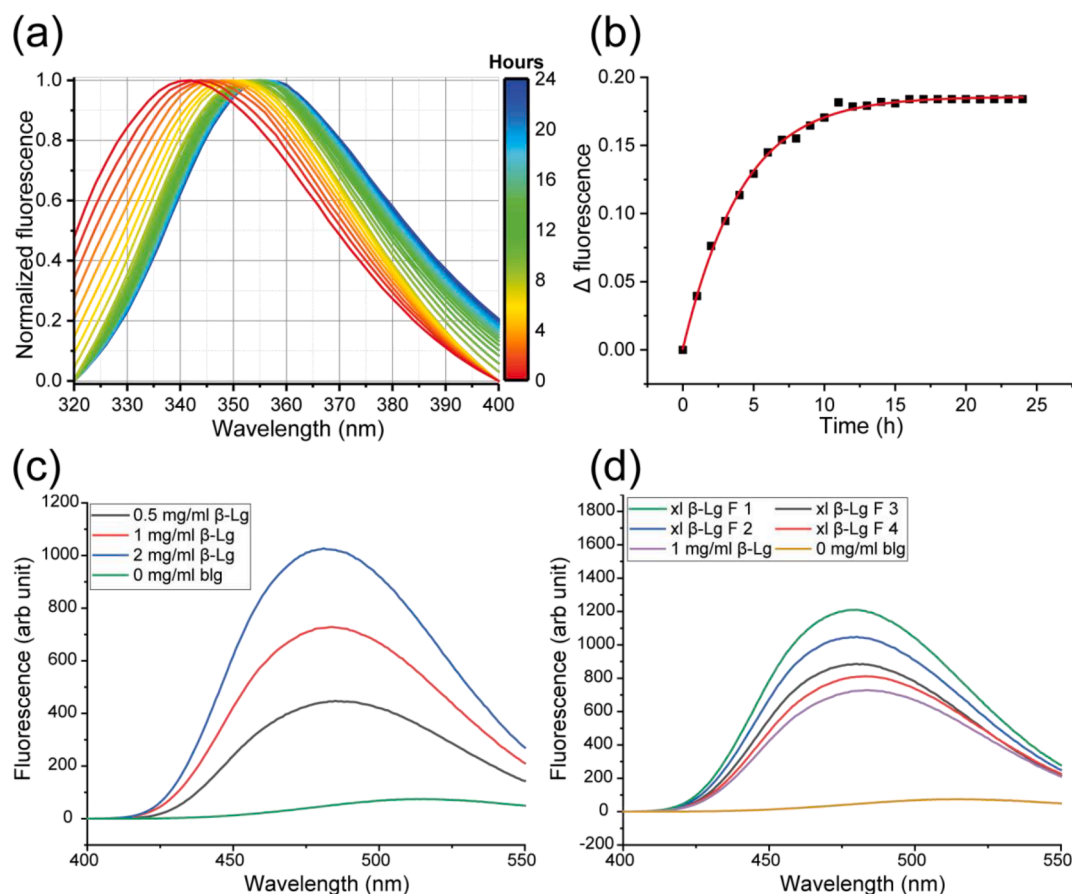 (a)
Hours
1.0
0.8
0.6
0.4
0.2
0.0
Normalized fluorescence
320 330 340 350 360 370 380 390 400
Wavelength (nm)
24
20
16
12
8
4
0
(b)
0.20
0.15
0.10
0.05
0.00
Δ fluorescence
0 5 10 15 20 25
Time (h)
(c)
1200
1000
800
600
400
200
0
Fluorescence (arb unit)
0.5 mg/ml β-Lg
1 mg/ml β-Lg
2 mg/ml β-Lg
0 mg/ml blg
400 450 500 550
Wavelength (nm)
(d)
1800
1600
1400
1200
1000
800
600
400
200
0
-200
Fluorescence (arb unit)
xl β-Lg F 1 xl β-Lg F 3
xl β-Lg F 2 xl β-Lg F 4
1 mg/ml β-Lg 0 mg/ml blg
400 450 500 550
Wavelength (nm)